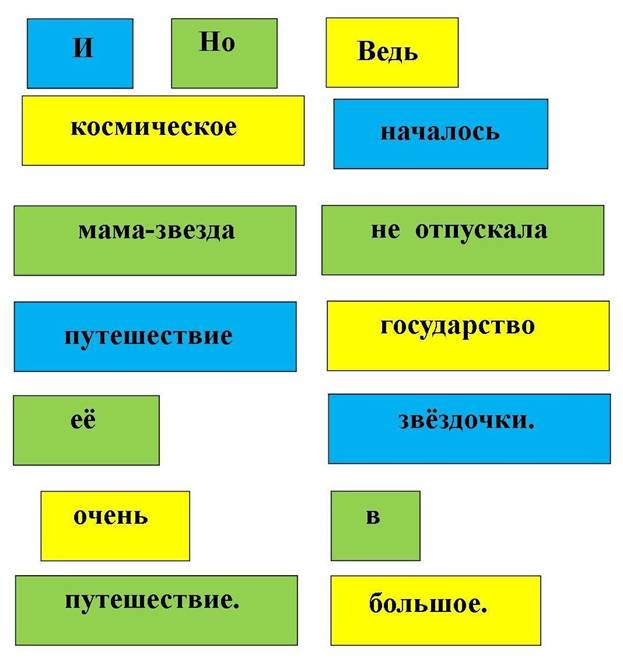 И Но Ведь
космическое началось
мама-звезда не отпускала
путешествие государство
её звёздочки.
очень в
путешествие. большое.